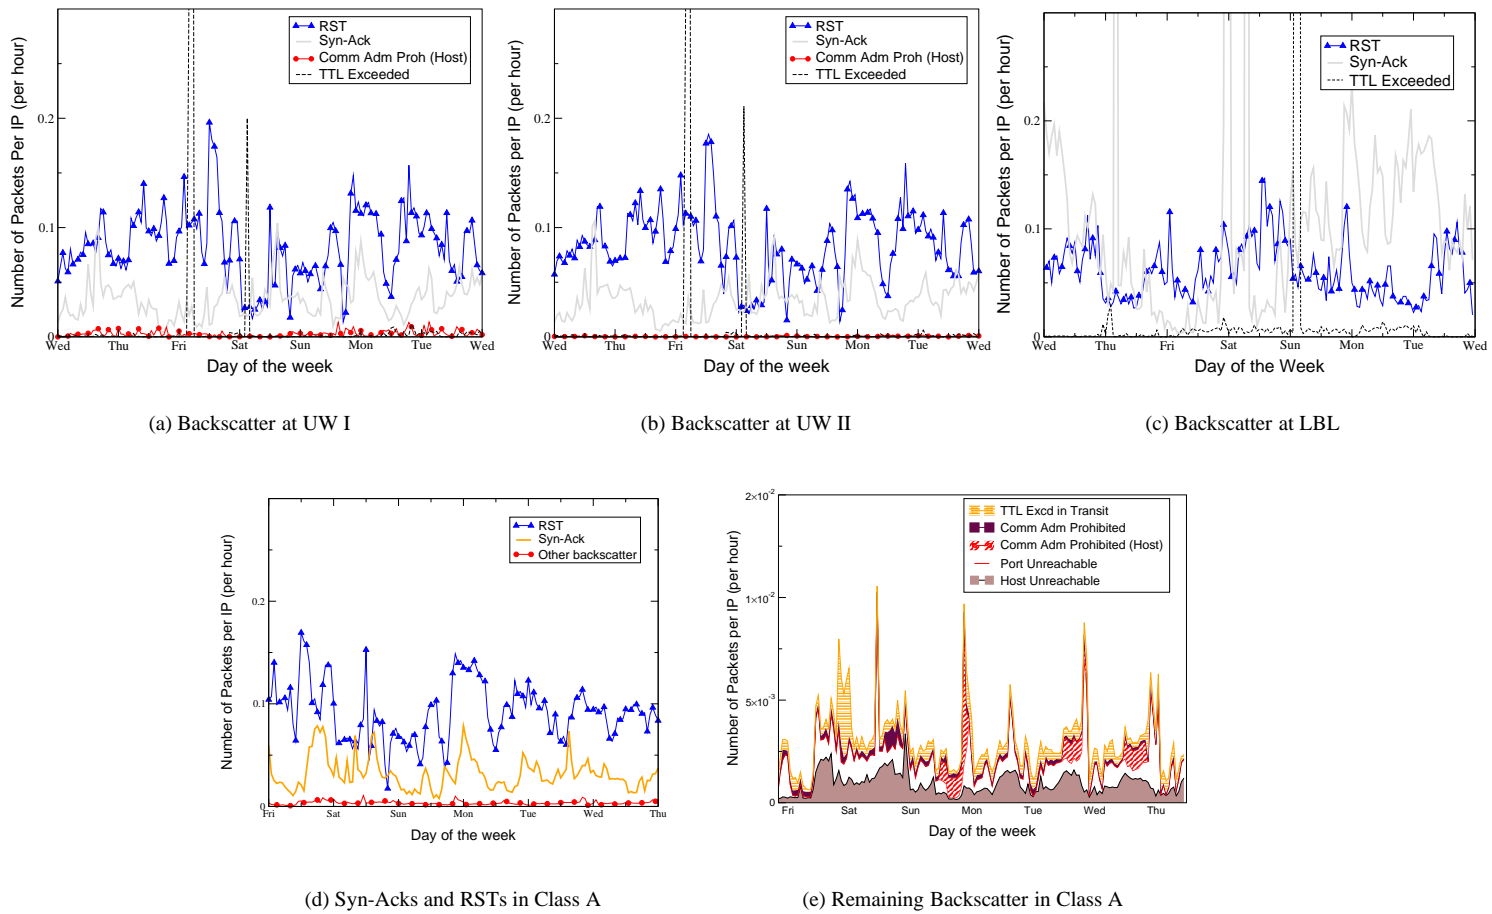 Number of Packets Per IP (per hour)
0.2
0.1
0
RST
Syn-Ack
Comm Adm Proh (Host)
TTL Exceeded
Wed Thu Fri Sat Sun Mon Tue Wed
Day of the week
(a) Backscatter at UW I
Number of Packets per IP (per hour)
0.2
0.1
0
RST
Syn-Ack
Comm Adm Proh (Host)
TTL Exceeded
Wed Thu Fri Sat Sun Mon Tue Wed
Day of the week
(b) Backscatter at UW II
Number of Packets per IP (per hour)
0.2
0.1
0
RST
Syn-Ack
TTL Exceeded
Wed Thu Fri Sat Sun Mon Tue Wed
Day of the Week
(c) Backscatter at LBL
Number of Packets per IP (per hour)
0.2
0.1
0
RST
Syn-Ack
Other backscatter
Fri Sat Sun Mon Tue Wed Thu
Day of the week
(d) Syn-Acks and RSTs in Class A
Number of Packets per IP (per hour)
2×10⁻²
1×10⁻²
5×10⁻³
0
TTL Excd in Transit
Comm Adm Prohibited
Comm Adm Prohibited (Host)
Port Unreachable
Host Unreachable
Fri Sat Sun Mon Tue Wed Thu
Day of the week
(e) Remaining Backscatter in Class A